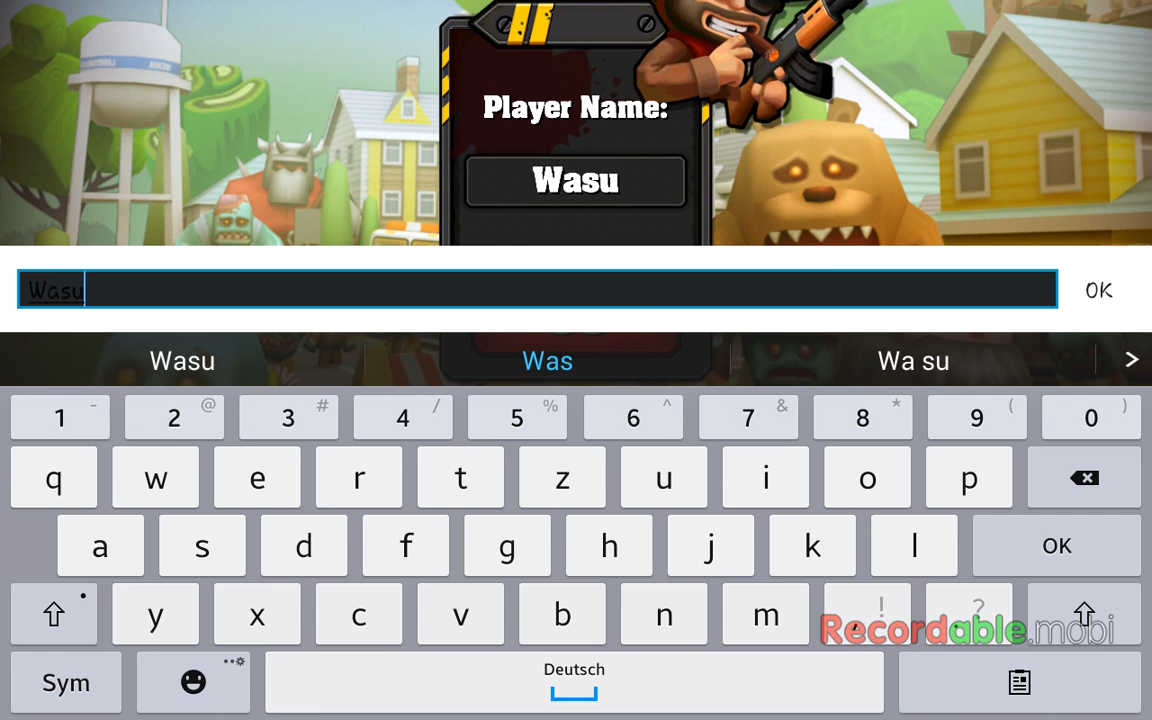 Player Name:
Wasu
Wasu
OK
Wasu Was Wa su >
1 - 2 @ 3 # 4 / 5 % 6 ^ 7 & 8 * 9 ( 0 )
q w e r t z u i o p
a s d f g h j k l OK
y x c v b n m , ! . ?
Recordable.mobi
Sym Deutsch